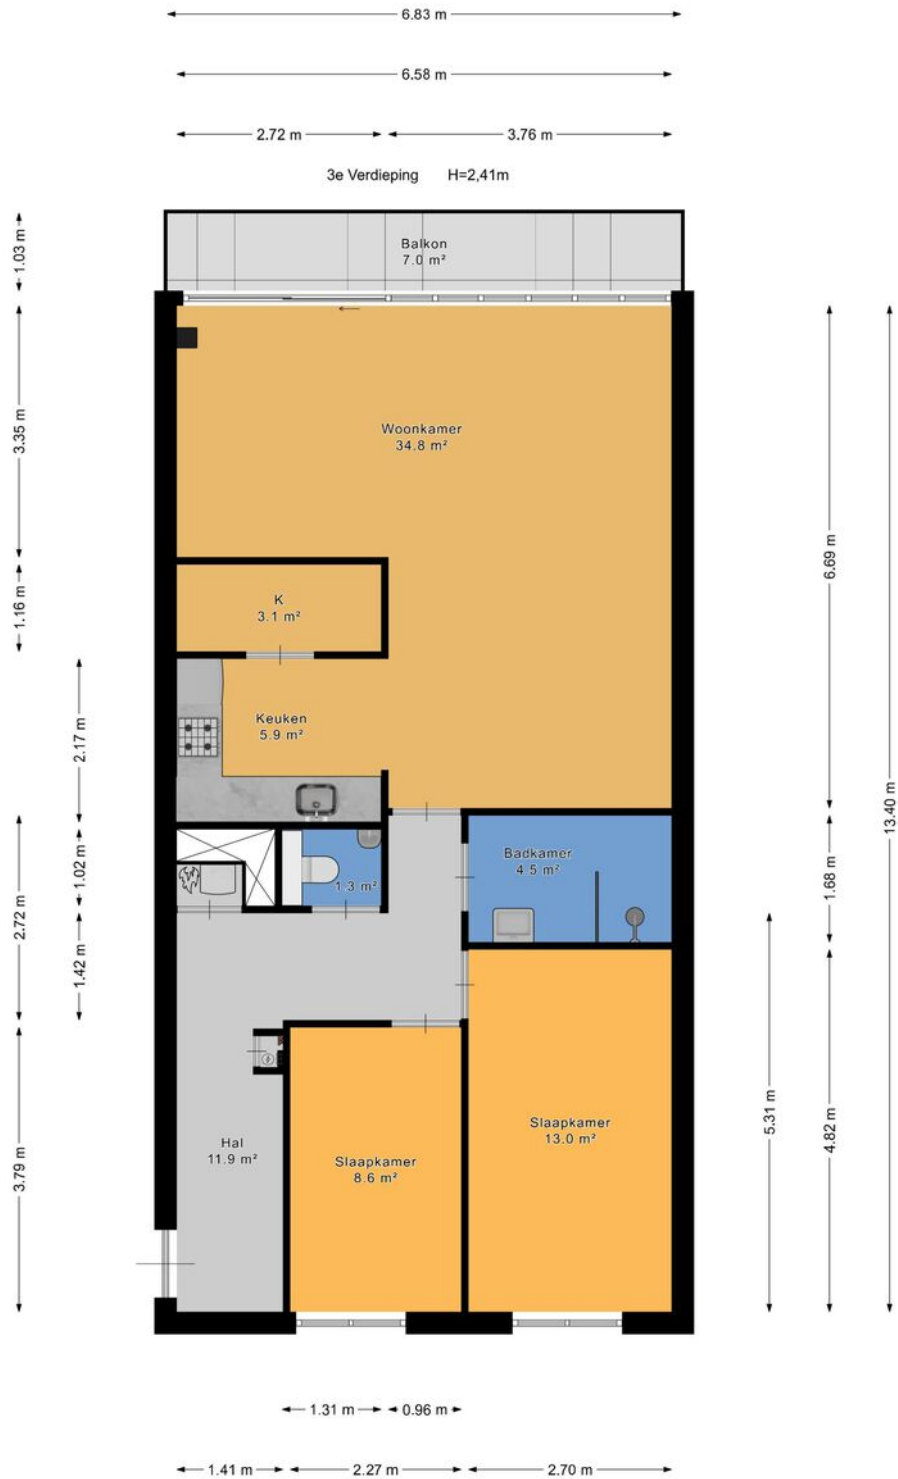 6.83 m
6.58 m
2.72 m
3.76 m
3e Verdieping H=2,41m
1.03 m
Balkon
7.0 m²
3.35 m
Woonkamer
34.8 m²
6.69 m
1.16 m
K
3.1 m²
2.17 m
Keuken
5.9 m²
13.40 m
2.72 m
1.02 m
1.3 m²
Badkamer
4.5 m²
1.68 m
1.42 m
3.79 m
Hal
11.9 m²
Slaapkamer
8.6 m²
Slaapkamer
13.0 m²
5.31 m
4.82 m
1.31 m
0.96 m
1.41 m
2.27 m
2.70 m